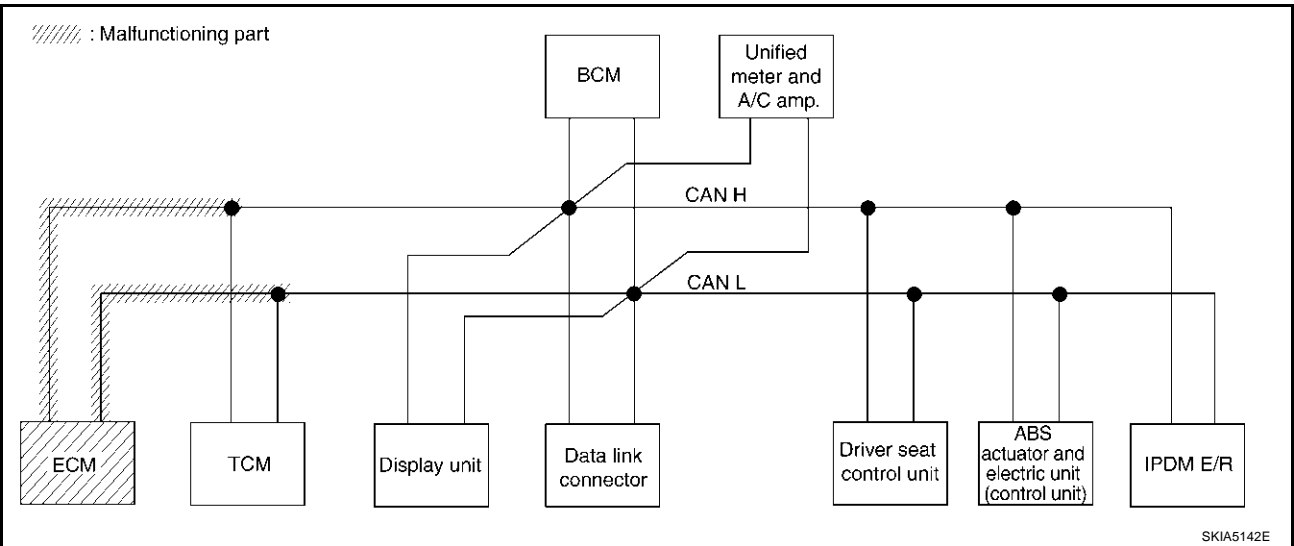 : Malfunctioning part
BCM
Unified
meter and
A/C amp.
CAN H
CAN L
ECM
TCM
Display unit
Data link
connector
Driver seat
control unit
ABS
actuator and
electric unit
(control unit)
IPDM E/R
SKIA5142E